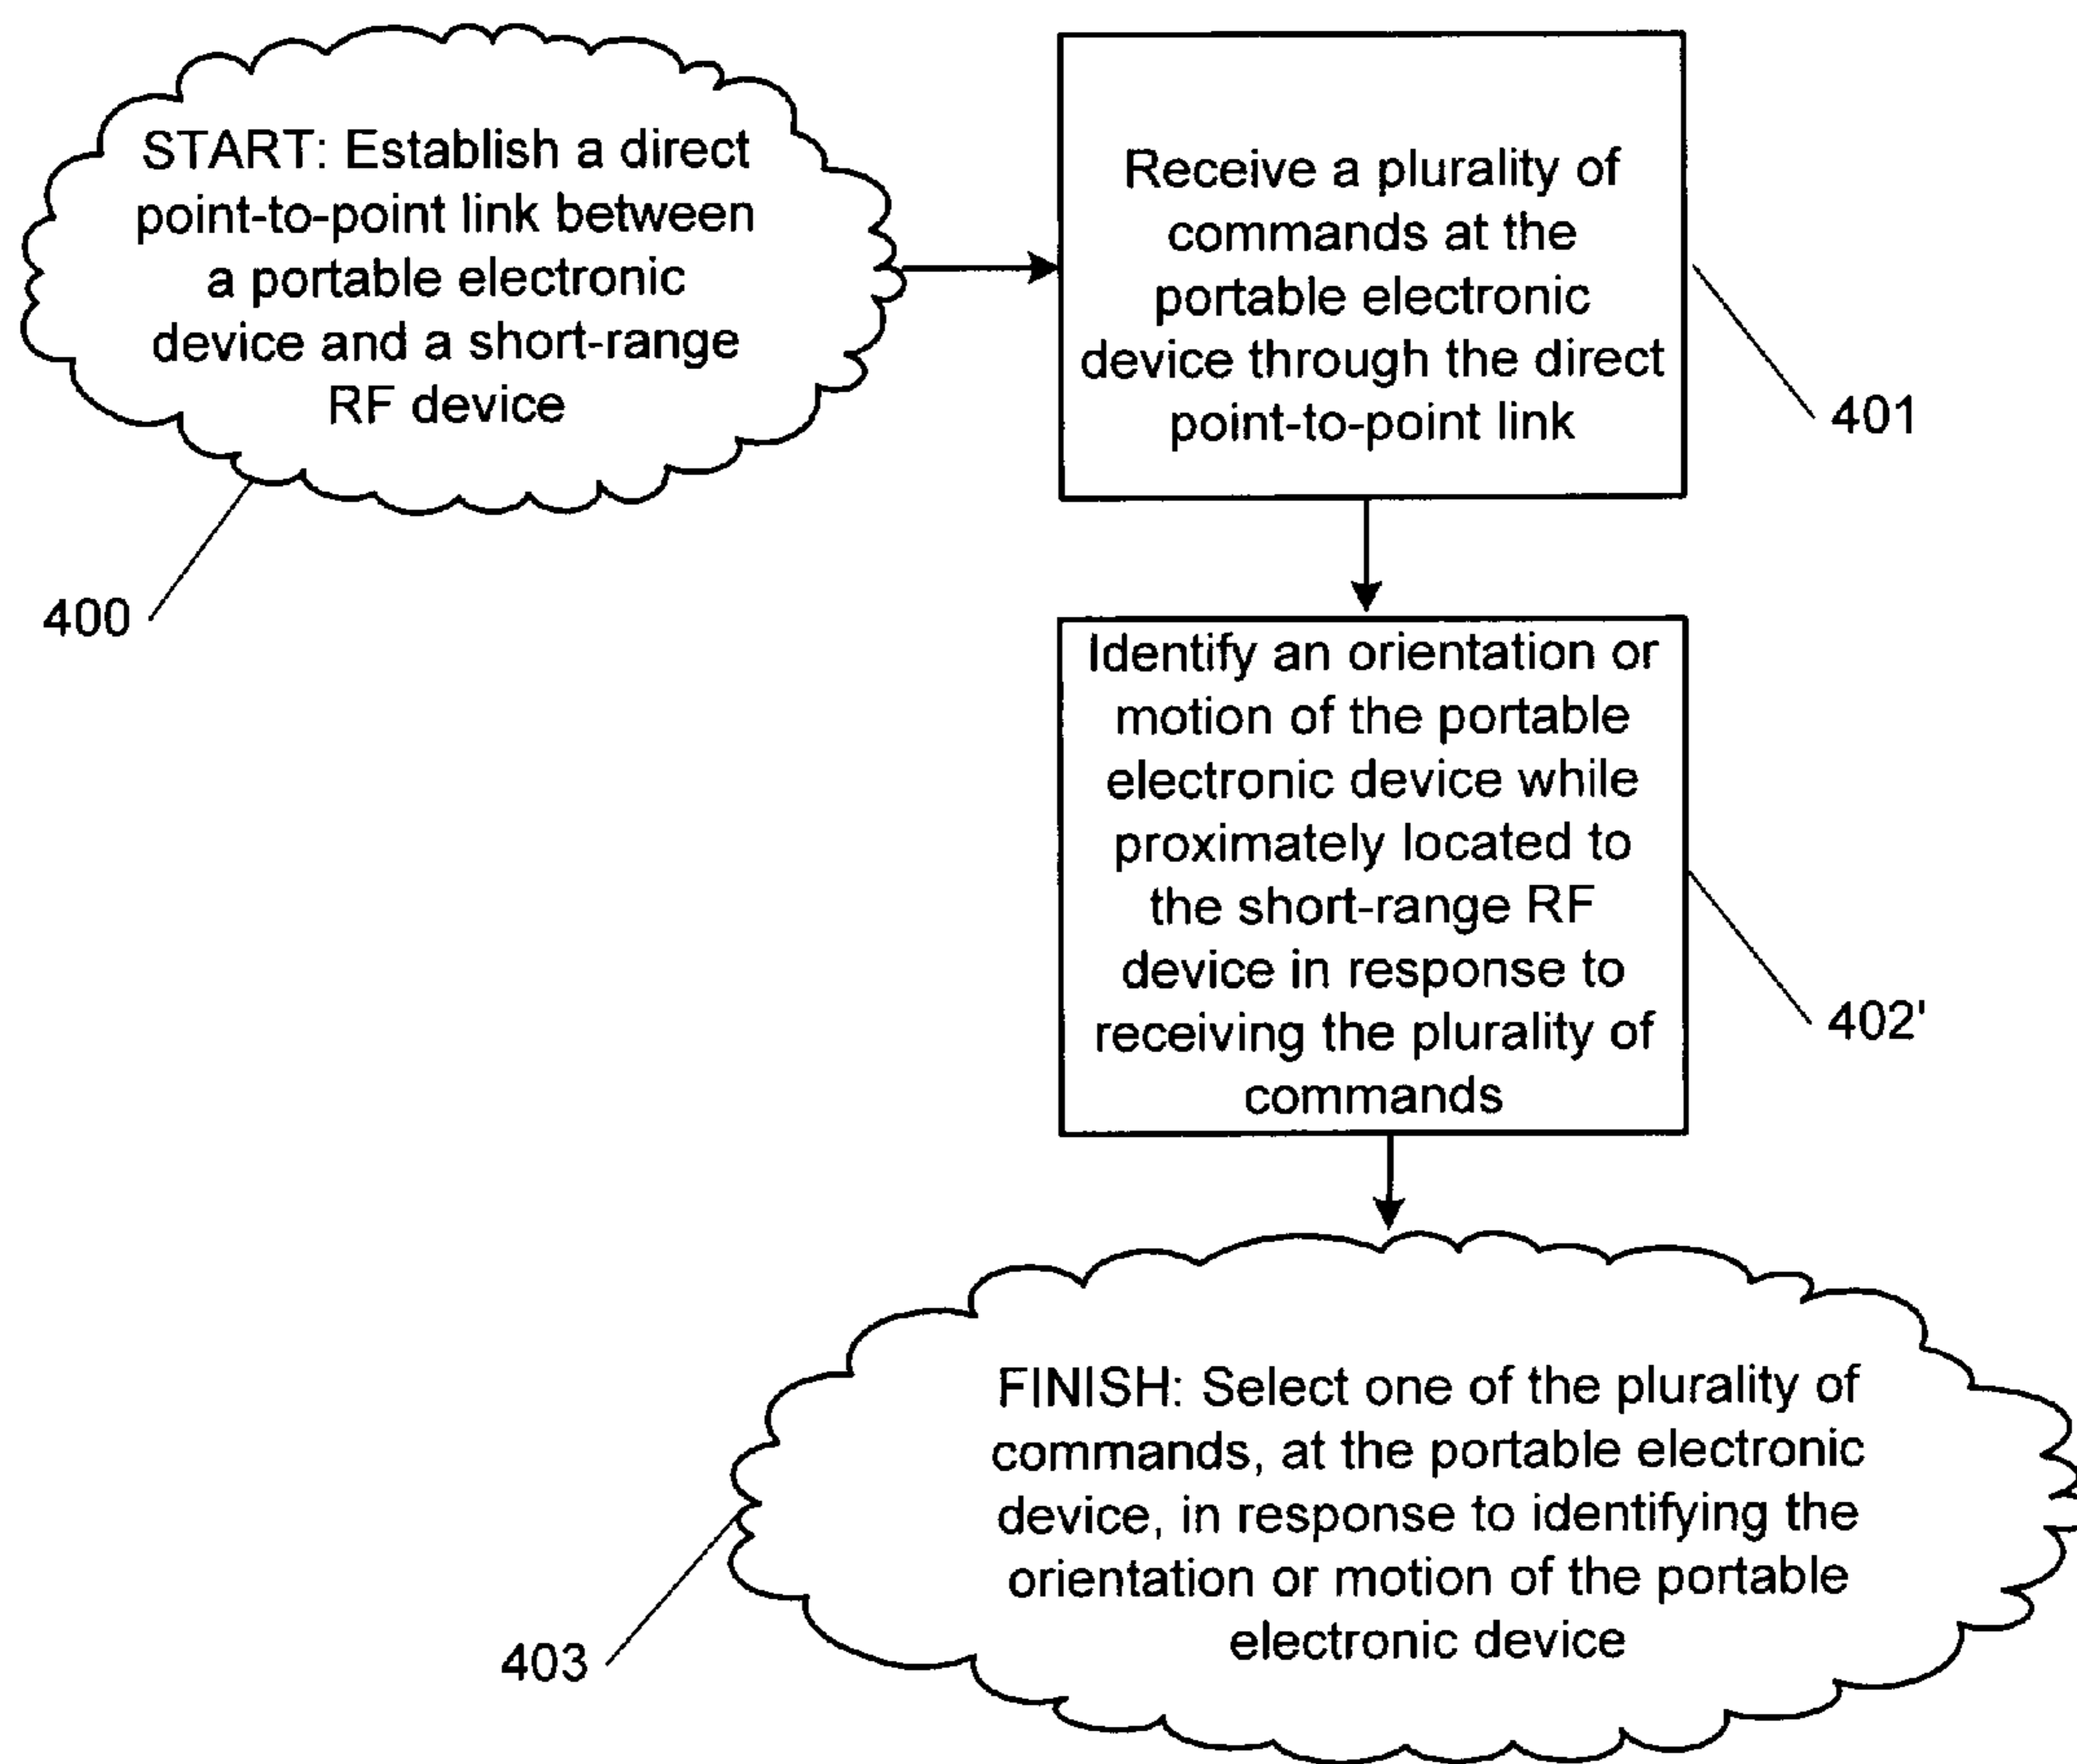 START: Establish a direct
point-to-point link between
a portable electronic
device and a short-range
RF device
400
Receive a plurality of
commands at the
portable electronic
device through the direct
point-to-point link
401
Identify an orientation or
motion of the portable
electronic device while
proximately located to
the short-range RF
device in response to
receiving the plurality of
commands
402'
FINISH: Select one of the plurality of
commands, at the portable electronic
device, in response to identifying the
orientation or motion of the portable
electronic device
403